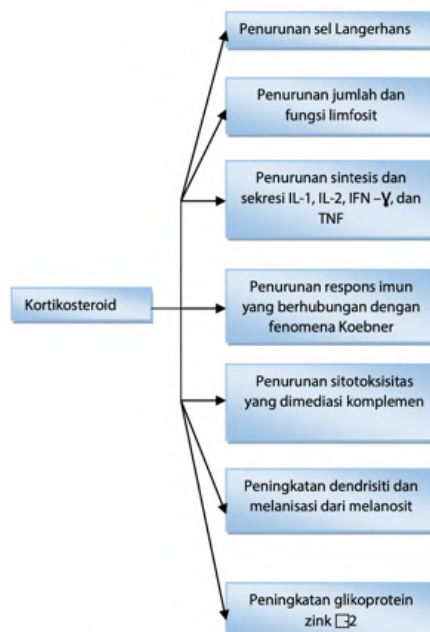 Penurunan sel Langerhans
Penurunan jumlah dan
fungsi limfosit
Penurunan sintesis dan
sekresi IL-1, IL-2, IFN –Ɣ, dan
TNF
Kortikosteroid
Penurunan respons imun
yang berhubungan dengan
fenomena Koebner
Penurunan sitotoksisitas
yang dimediasi komplemen
Peningkatan dendrisiti dan
melanisasi dari melanosit
Peningkatan glikoprotein
zink □-2